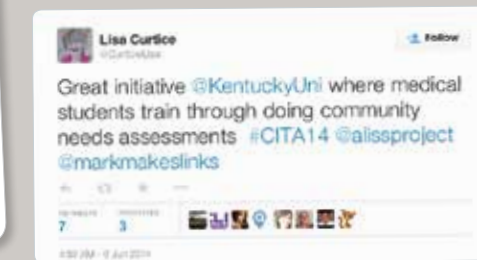 Lisa Curtice
Follow
Great initiative @KentuckyUni where medical
students train through doing community
needs assessments #CITA14 @alissproject
@markmakeslinks
7 3